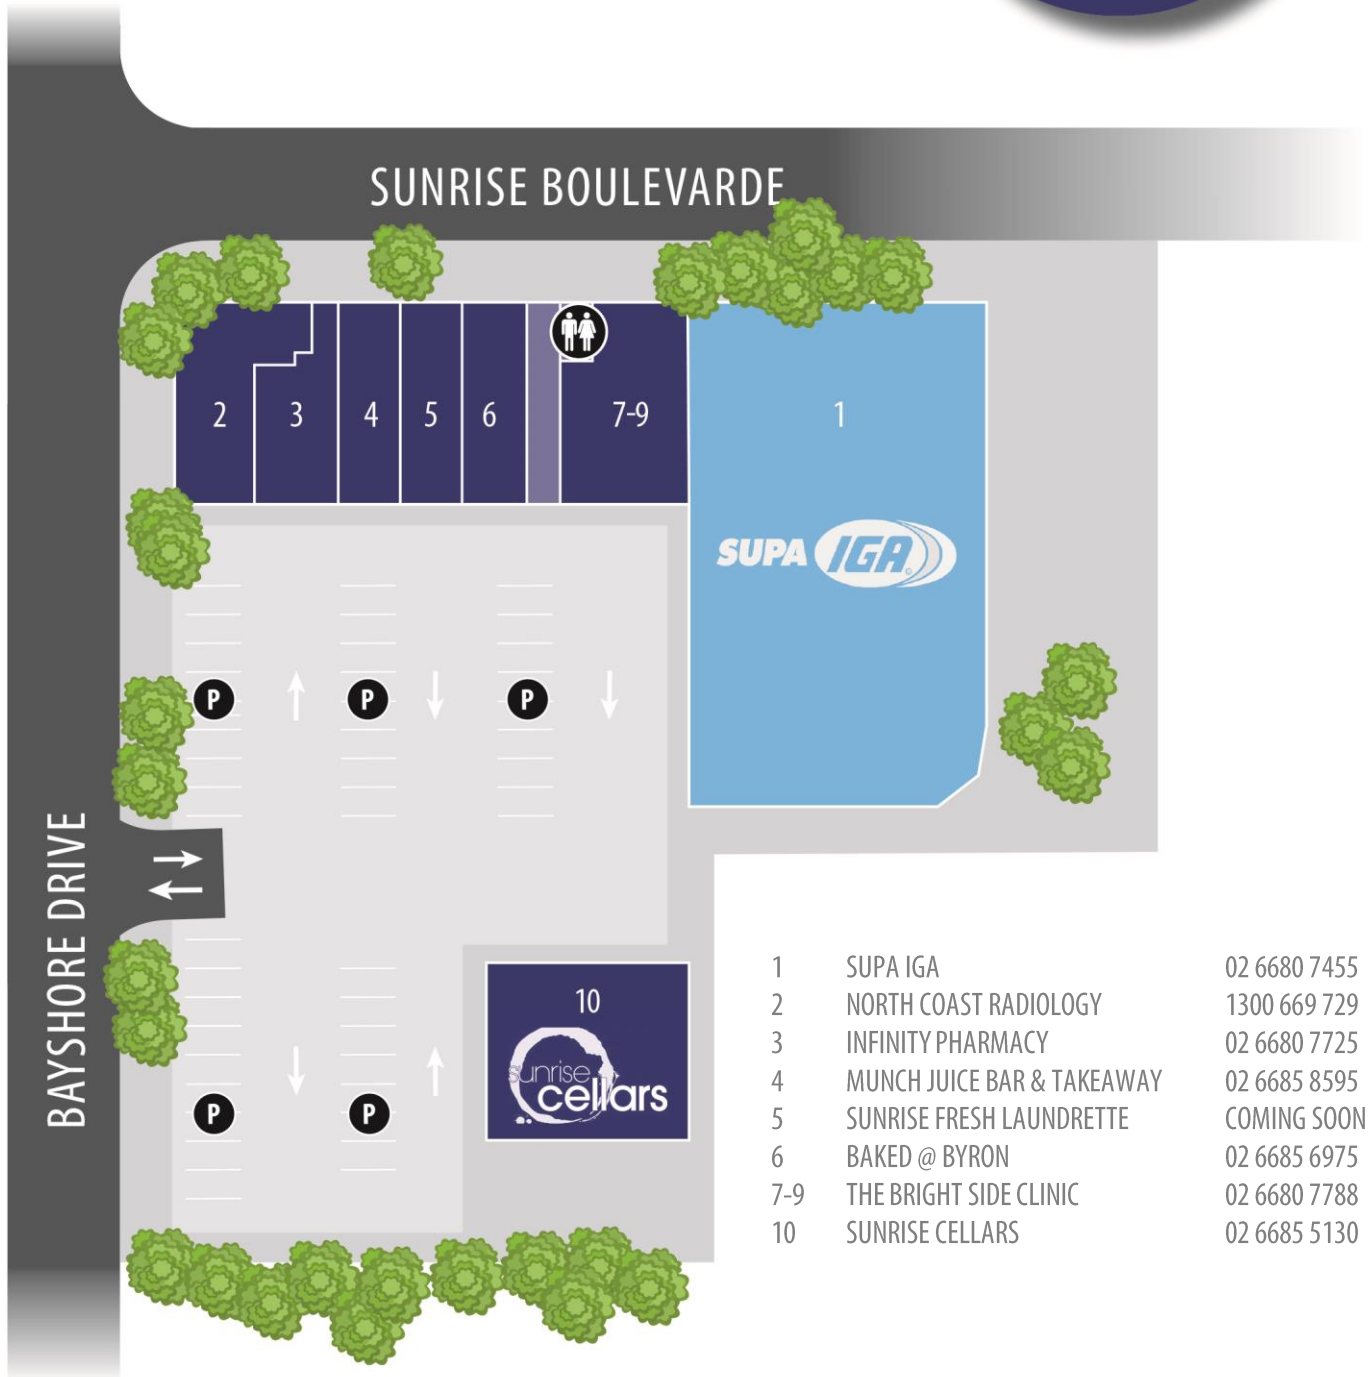 SUNRISE BOULEVARDE
2
3
4
5
6
7-9
1
SUPA IGA
P
P
P
BAYSHORE DRIVE
10
sunrise
cellars
P
P
1 SUPA IGA 02 6680 7455
2 NORTH COAST RADIOLOGY 1300 669 729
3 INFINITY PHARMACY 02 6680 7725
4 MUNCH JUICE BAR & TAKEAWAY 02 6685 8595
5 SUNRISE FRESH LAUNDRETTE COMING SOON
6 BAKED @ BYRON 02 6685 6975
7-9 THE BRIGHT SIDE CLINIC 02 6680 7788
10 SUNRISE CELLARS 02 6685 5130